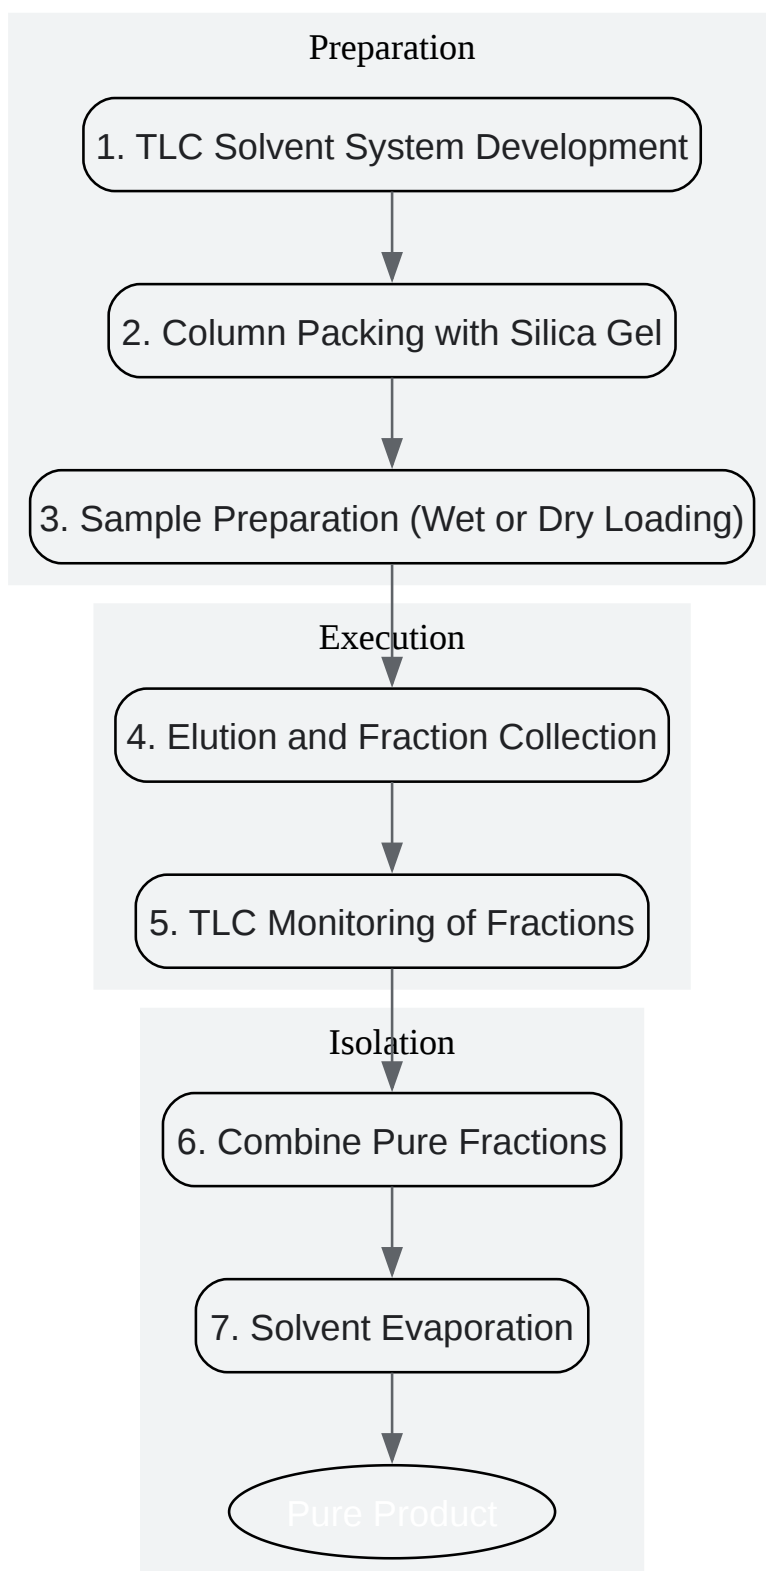 Preparation
1. TLC Solvent System Development
2. Column Packing with Silica Gel
3. Sample Preparation (Wet or Dry Loading)
Execution
4. Elution and Fraction Collection
5. TLC Monitoring of Fractions
Isolation
6. Combine Pure Fractions
7. Solvent Evaporation
Pure Product